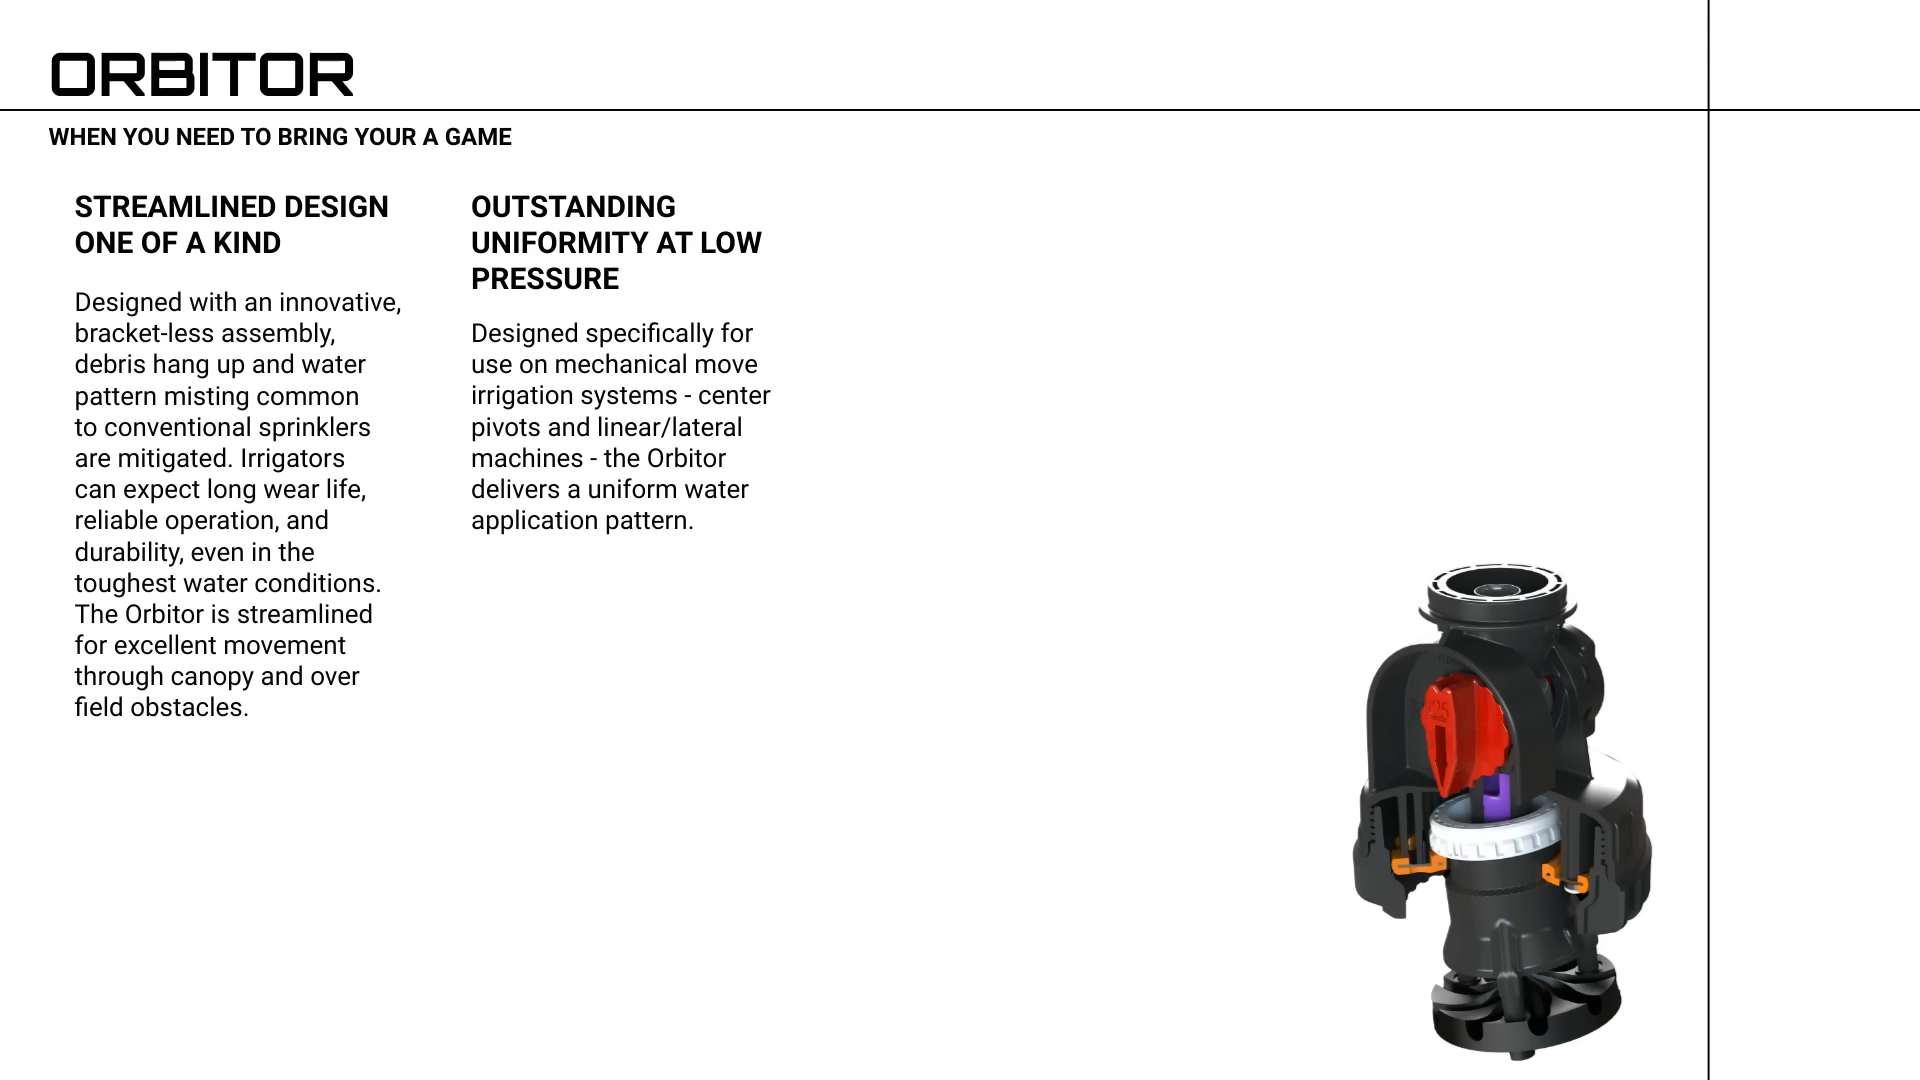 ORBITOR
WHEN YOU NEED TO BRING YOUR A GAME
STREAMLINED DESIGN
ONE OF A KIND
Designed with an innovative,
bracket-less assembly,
debris hang up and water
pattern misting common
to conventional sprinklers
are mitigated. Irrigators
can expect long wear life,
reliable operation, and
durability, even in the
toughest water conditions.
The Orbitor is streamlined
for excellent movement
through canopy and over
field obstacles.
OUTSTANDING
UNIFORMITY AT LOW
PRESSURE
Designed specifically for
use on mechanical move
irrigation systems - center
pivots and linear/lateral
machines - the Orbitor
delivers a uniform water
application pattern.